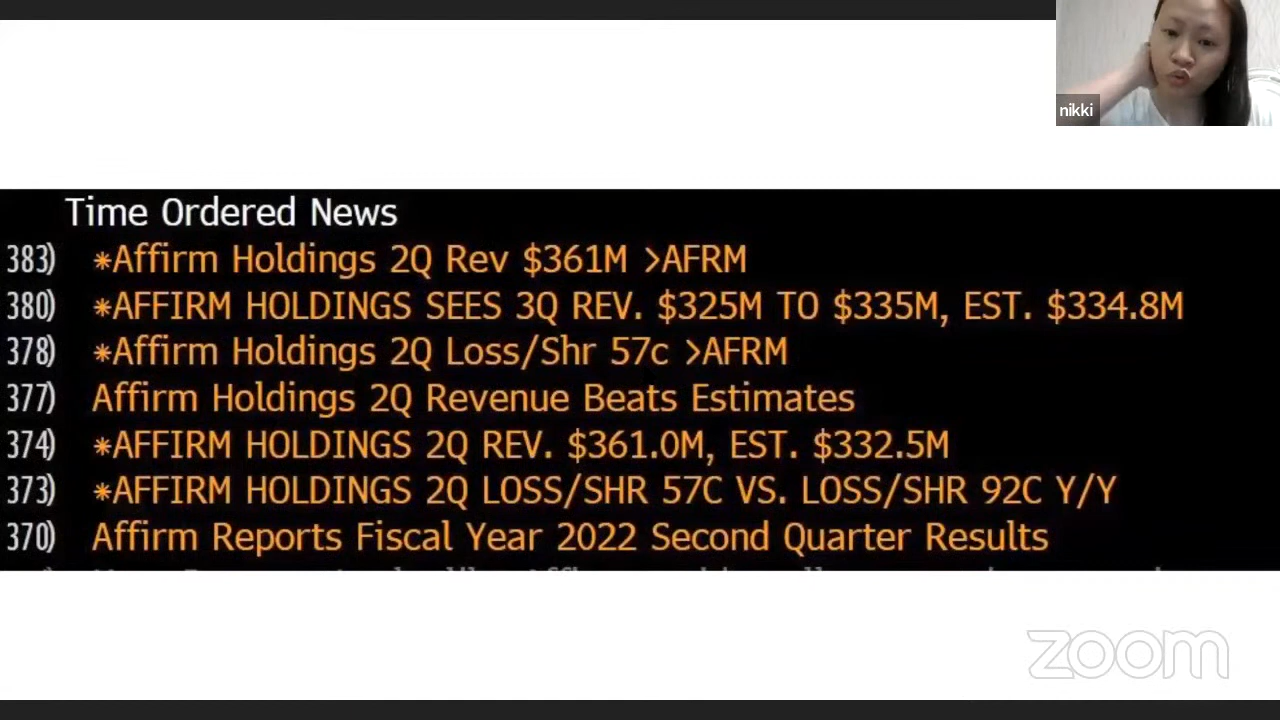 nikki
Time Ordered News
383) *Affirm Holdings 2Q Rev $361M >AFRM
380) *AFFIRM HOLDINGS SEES 3Q REV. $325M TO $335M, EST. $334.8M
378) *Affirm Holdings 2Q Loss/Shr 57c >AFRM
377) Affirm Holdings 2Q Revenue Beats Estimates
374) *AFFIRM HOLDINGS 2Q REV. $361.0M, EST. $332.5M
373) *AFFIRM HOLDINGS 2Q LOSS/SHR 57C VS. LOSS/SHR 92C Y/Y
370) Affirm Reports Fiscal Year 2022 Second Quarter Results
zoom